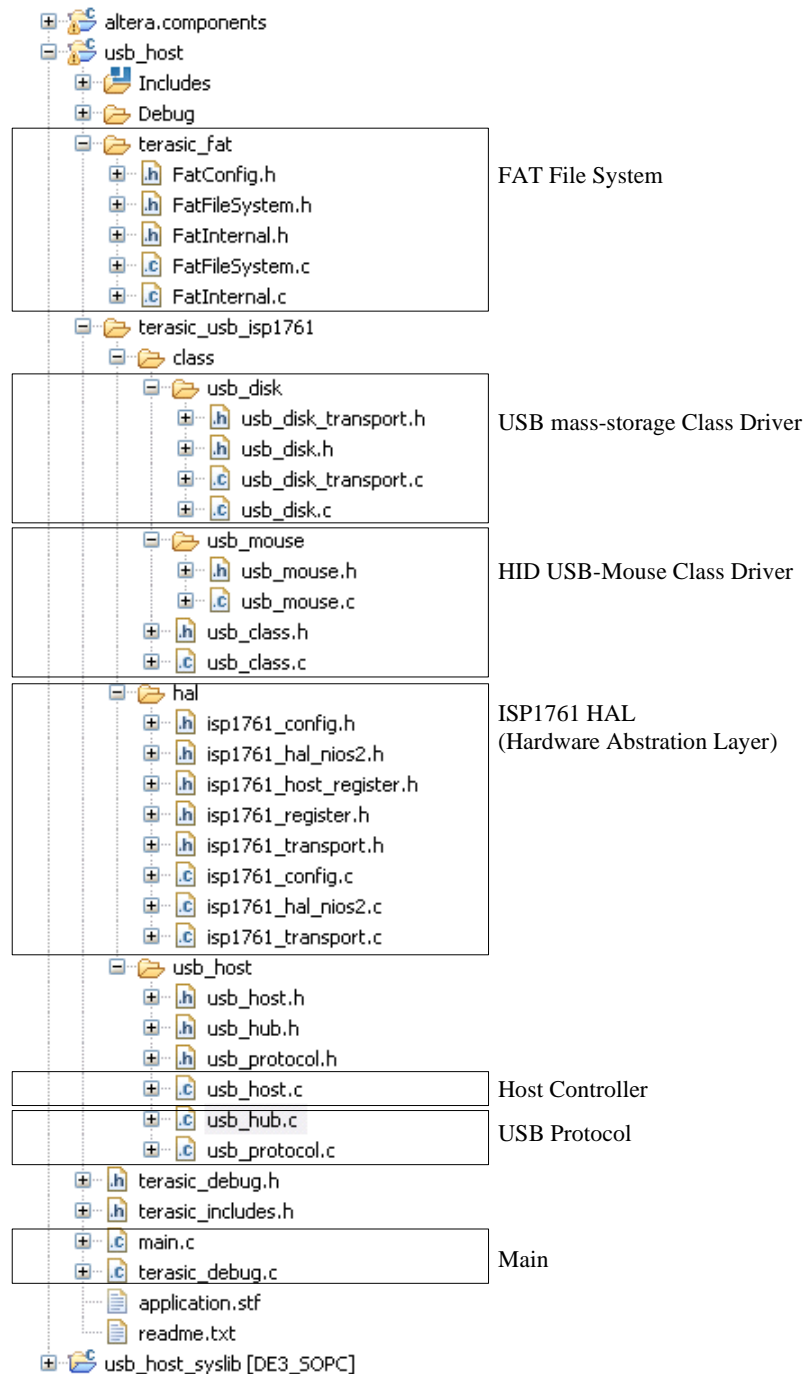 altera.components
usb_host
Includes
Debug
terasic_fat
FatConfig.h
FAT File System
FatFileSystem.h
FatInternal.h
FatFileSystem.c
FatInternal.c
terasic_usb_isp1761
class
usb_disk
usb_disk_transport.h
USB mass-storage Class Driver
usb_disk.h
usb_disk_transport.c
usb_disk.c
usb_mouse
usb_mouse.h
HID USB-Mouse Class Driver
usb_mouse.c
usb_class.h
usb_class.c
hal
ISP1761 HAL
(Hardware Abstration Layer)
isp1761_config.h
isp1761_hal_nios2.h
isp1761_host_register.h
isp1761_register.h
isp1761_transport.h
isp1761_config.c
isp1761_hal_nios2.c
isp1761_transport.c
usb_host
usb_host.h
usb_hub.h
usb_protocol.h
usb_host.c
Host Controller
usb_hub.c
USB Protocol
usb_protocol.c
terasic_debug.h
terasic_includes.h
main.c
Main
terasic_debug.c
application.stf
readme.txt
usb_host_syslib [DE3_SOPC]